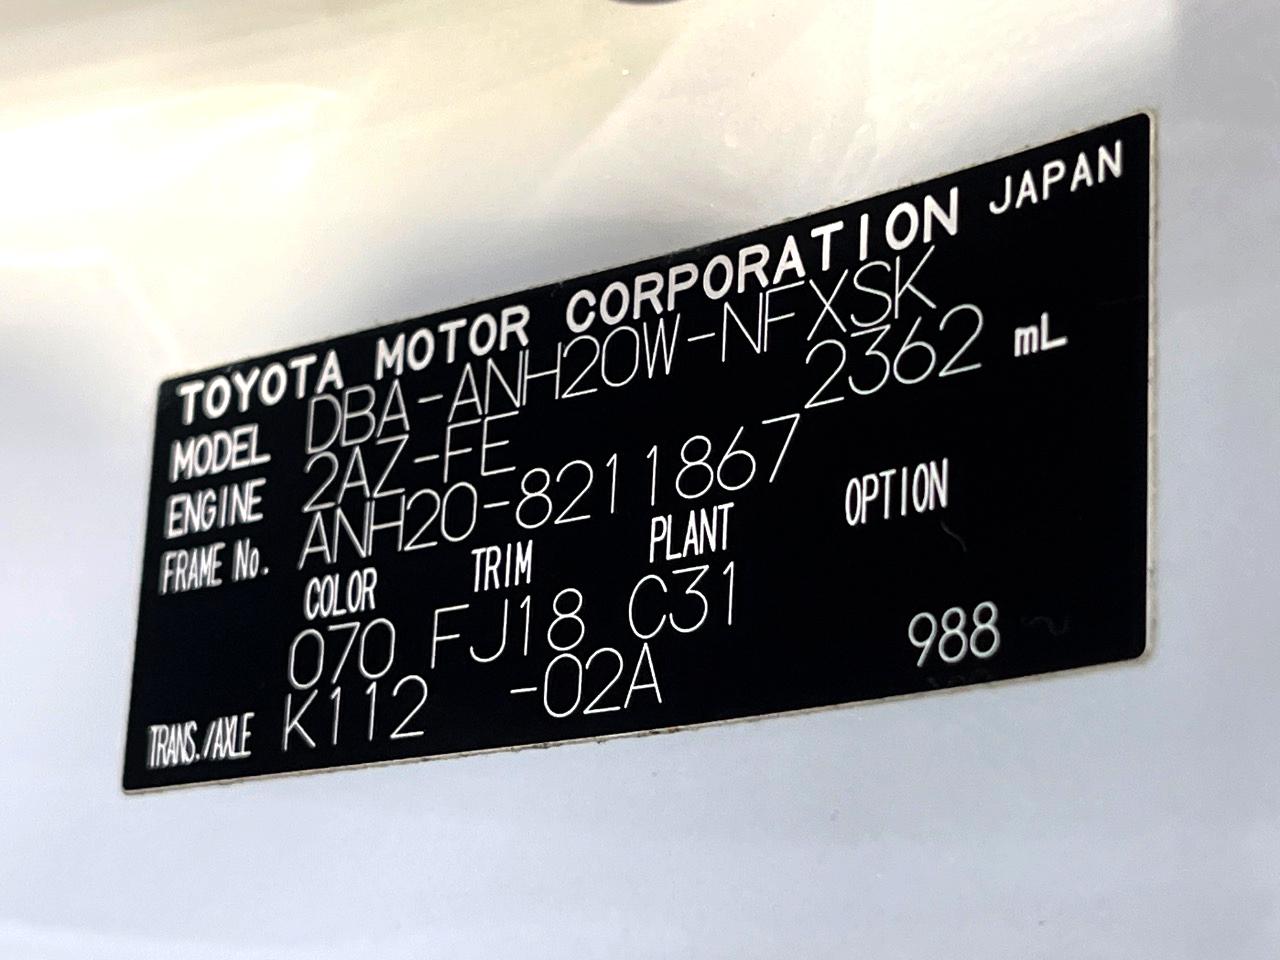 TOYOTA MOTOR CORPORATION JAPAN
MODEL DBA-ANH20W-NFXSK
ENGINE 2AZ-FE 2362 mL
FRAME No. ANH20-8211867
COLOR TRIM PLANT OPTION
070 FJ18 C31
TRANS./AXLE K112 -02A 988